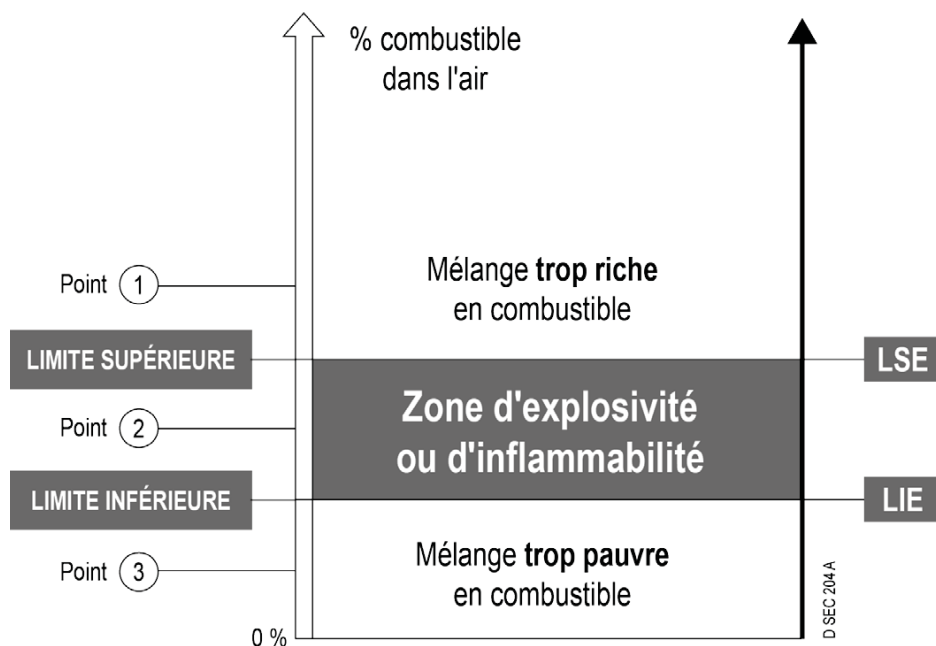 % combustible
dans l'air
Point 1
Mélange trop riche
en combustible
LIMITE SUPÉRIEURE
LSE
Zone d'explosivité
ou d'inflammabilité
Point 2
LIMITE INFÉRIEURE
LIE
Mélange trop pauvre
en combustible
Point 3
0 %
D SEC 204 A